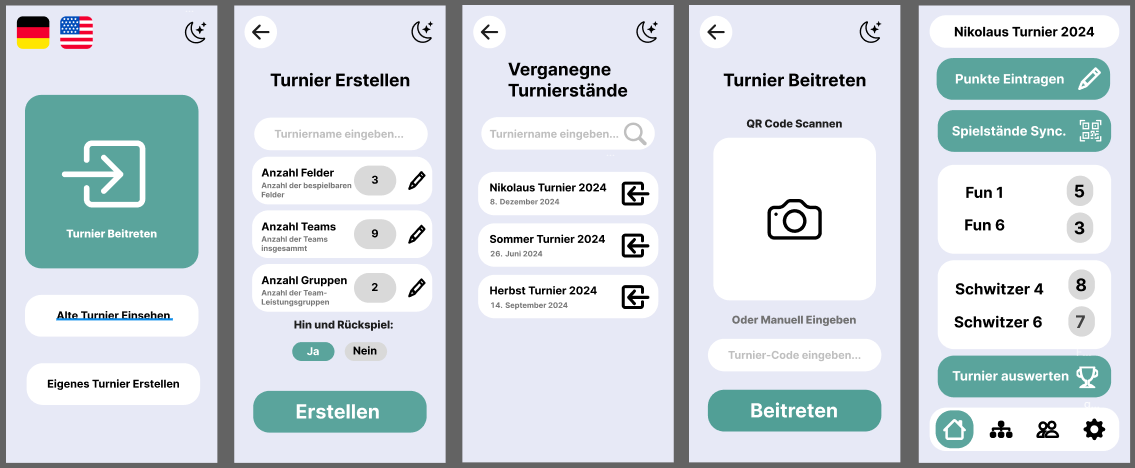 Turnier Beitreten
Alte Turnier Einsehen
Eigenes Turnier Erstellen
Turnier Erstellen
Turniername eingeben...
Anzahl Felder
Anzahl der bespielbaren
Felder
3
Anzahl Teams
Anzahl der Teams
insgesammt
9
Anzahl Gruppen
Anzahl der Team-
Leistungsgruppen
2
Hin und Rückspiel:
Ja
Nein
Erstellen
Verganegne
Turnierstände
Turniername eingeben...
Nikolaus Turnier 2024
8. Dezember 2024
Sommer Turnier 2024
26. Juni 2024
Herbst Turnier 2024
14. September 2024
Turnier Beitreten
QR Code Scannen
Oder Manuell Eingeben
Turnier-Code eingeben...
Beitreten
Nikolaus Turnier 2024
Punkte Eintragen
Spielstände Sync.
Fun 1 5
Fun 6 3
Schwitzer 4 8
Schwitzer 6 7
Turnier auswerten